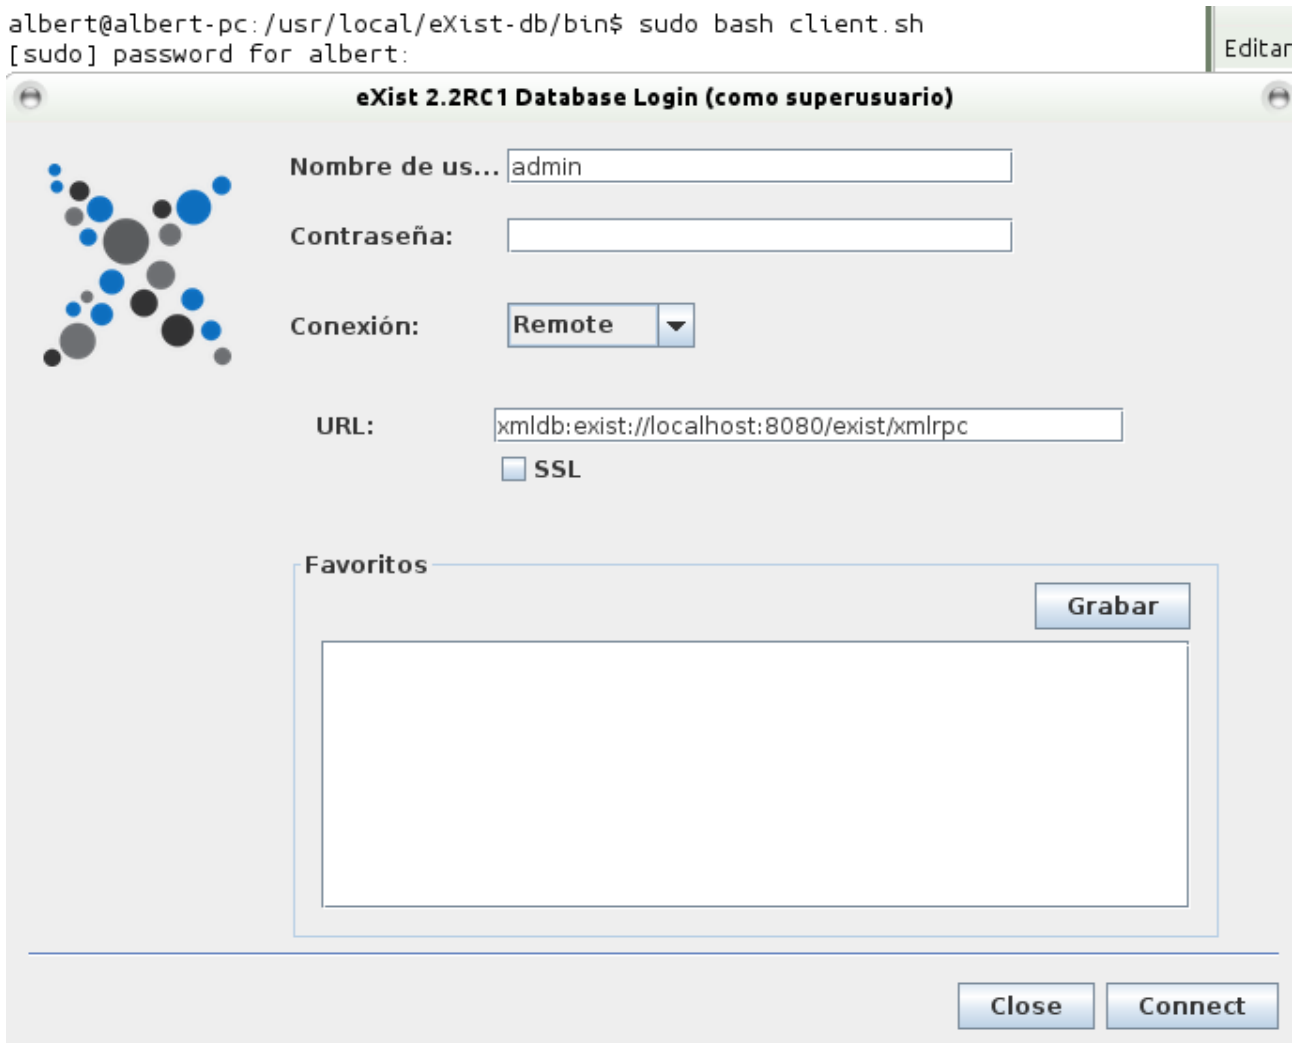 albert@albert-pc:/usr/local/eXist-db/bin$ sudo bash client.sh
[sudo] password for albert:
Editar
eXist 2.2RC1 Database Login (como superusuario)
Nombre de us... admin
Contraseña:
Conexión: Remote
URL: xmldb:exist://localhost:8080/exist/xmlrpc
SSL
Favoritos
Grabar
Close Connect